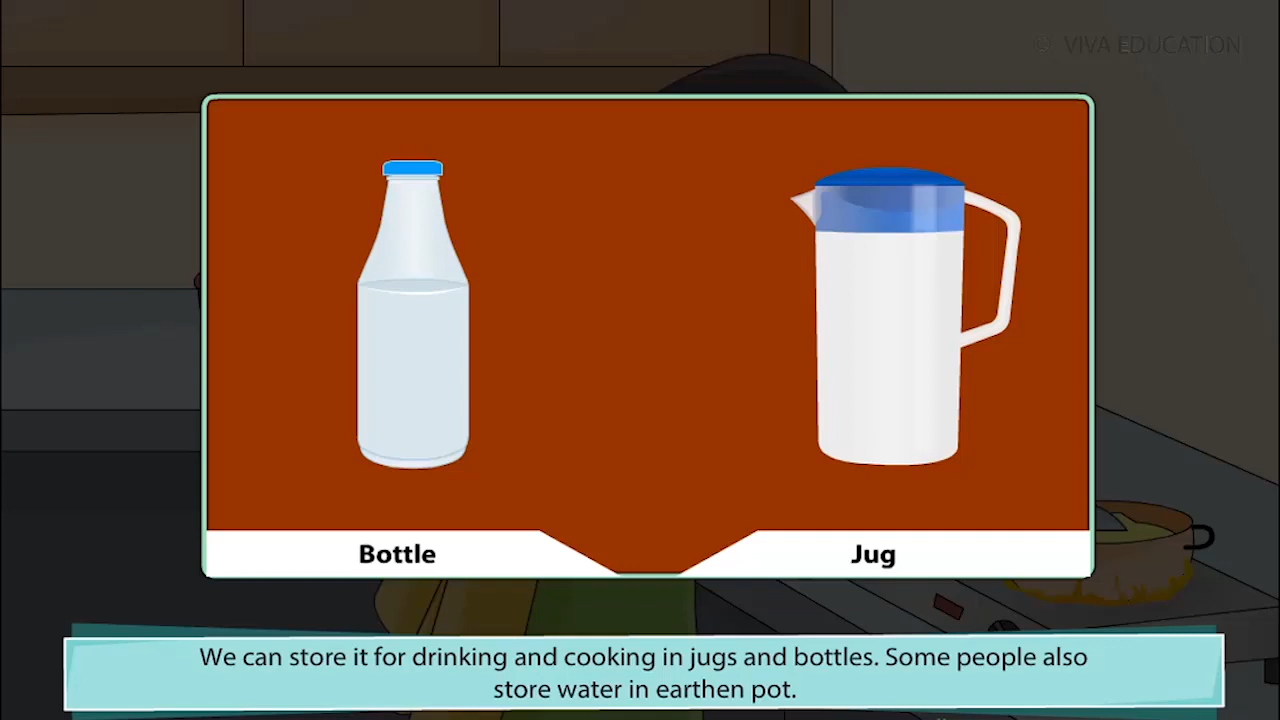 © VIVA EDUCATION
Bottle
Jug
We can store it for drinking and cooking in jugs and bottles. Some people also
store water in earthen pot.